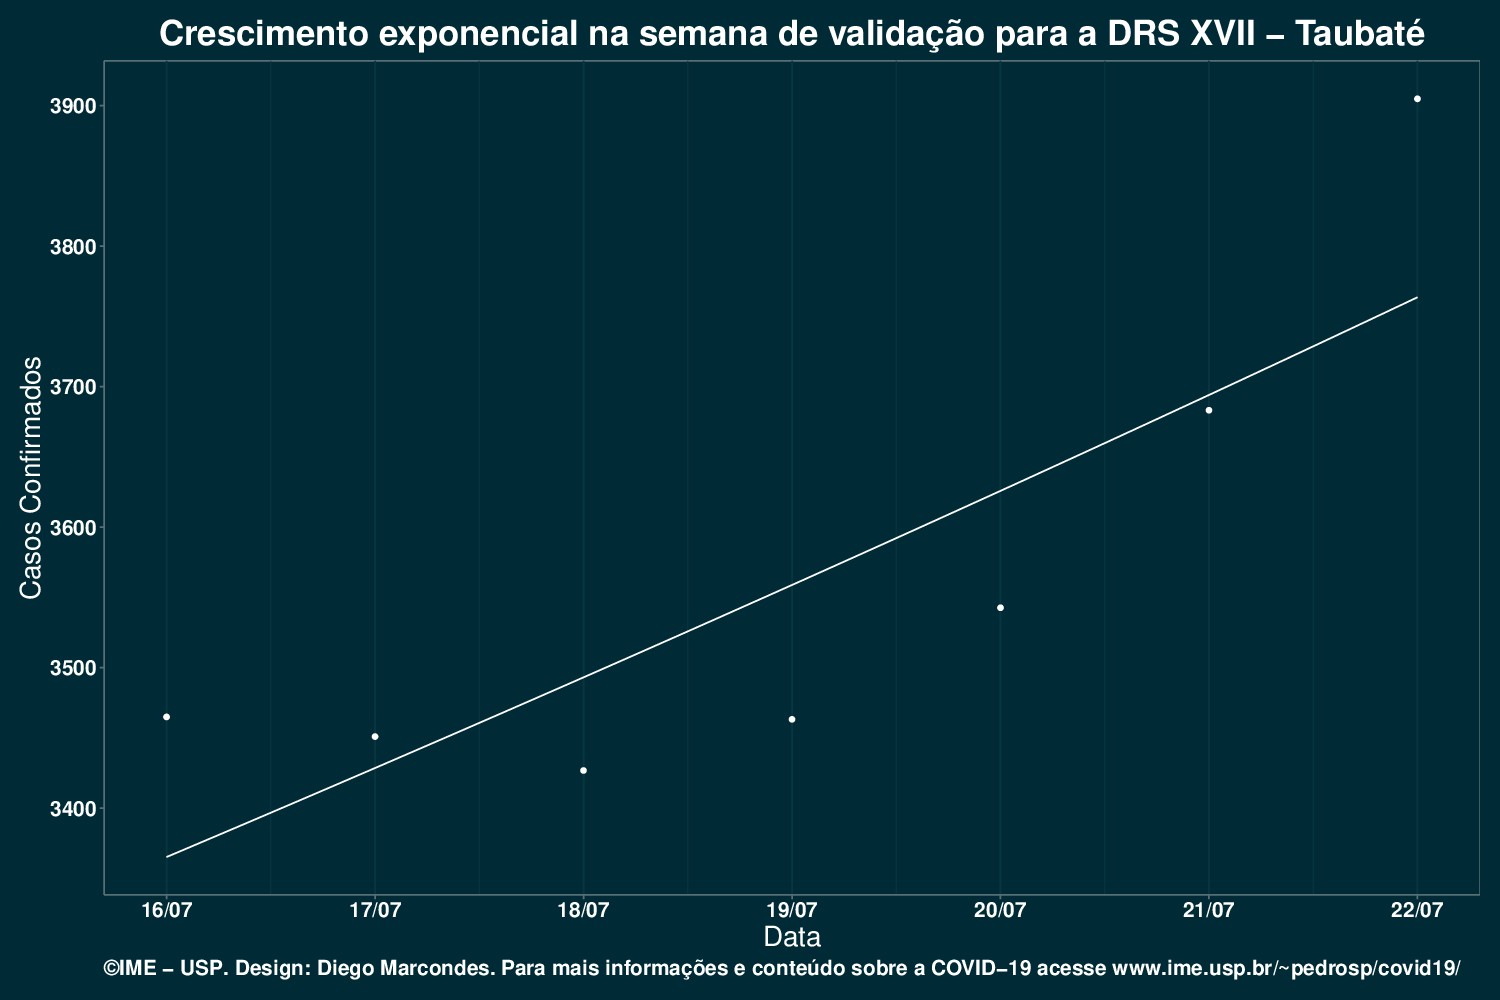 Crescimento exponencial na semana de validação para a DRS XVII – Taubaté
3900
3800
3700
3600
3500
3400
Casos Confirmados
16/07 17/07 18/07 19/07 20/07 21/07 22/07
Data
©IME – USP. Design: Diego Marcondes. Para mais informações e conteúdo sobre a COVID–19 acesse www.ime.usp.br/~pedrosp/covid19/